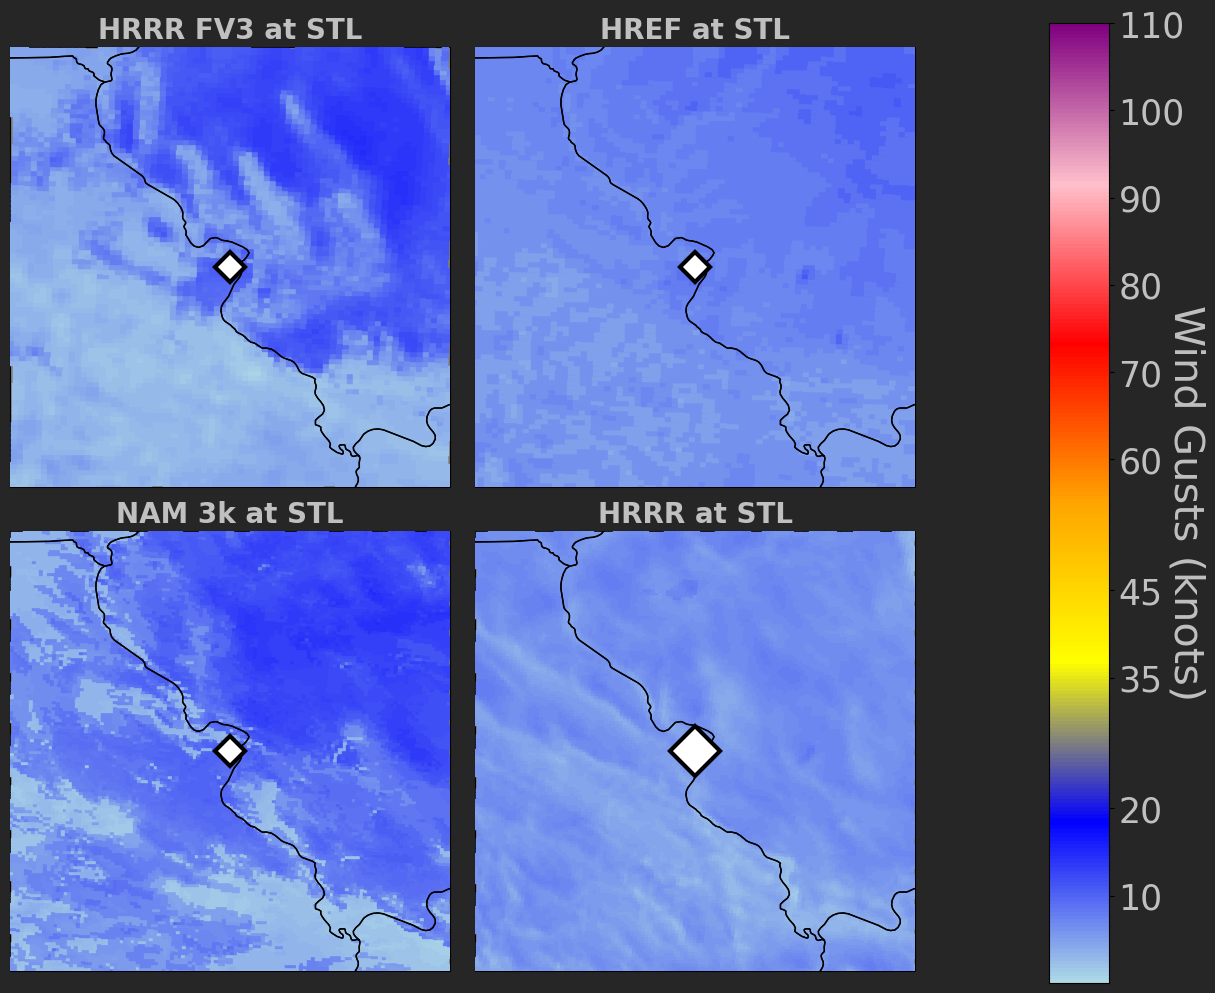 HRRR FV3 at STL
HREF at STL
NAM 3k at STL
HRRR at STL
110
100
90
80
70
60
45
35
20
10
Wind Gusts (knots)